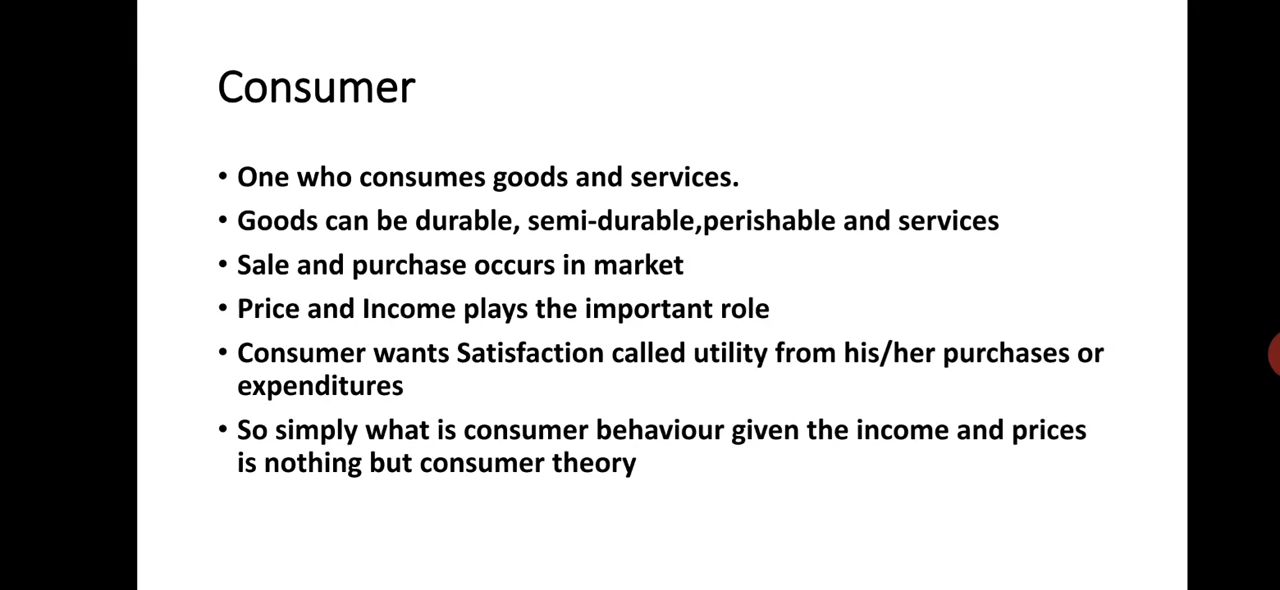 Consumer
• One who consumes goods and services.
• Goods can be durable, semi-durable,perishable and services
• Sale and purchase occurs in market
• Price and Income plays the important role
• Consumer wants Satisfaction called utility from his/her purchases or
expenditures
• So simply what is consumer behaviour given the income and prices
is nothing but consumer theory